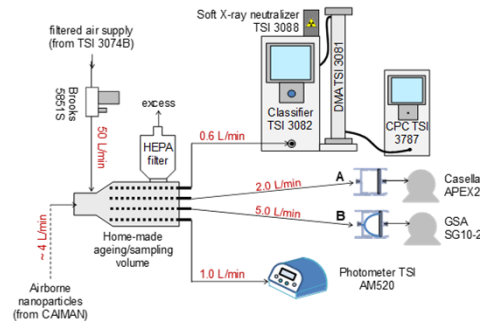 Soft X-ray neutralizer
TSI 3088
filtered air supply
(from TSI 3074B)
Brooks
5851S
DMA TSI 3081
Classifier
TSI 3082
CPC TSI
3787
excess
HEPA
filter
50 L/min
0.6 L/min
2.0 L/min
A
Casella
APEX2
5.0 L/min
B
GSA
SG10-2
~ 4 L/min
Home-made
ageing/sampling
volume
1.0 L/min
Photometer TSI
AM520
Airborne
nanoparticles
(from CAIMAN)